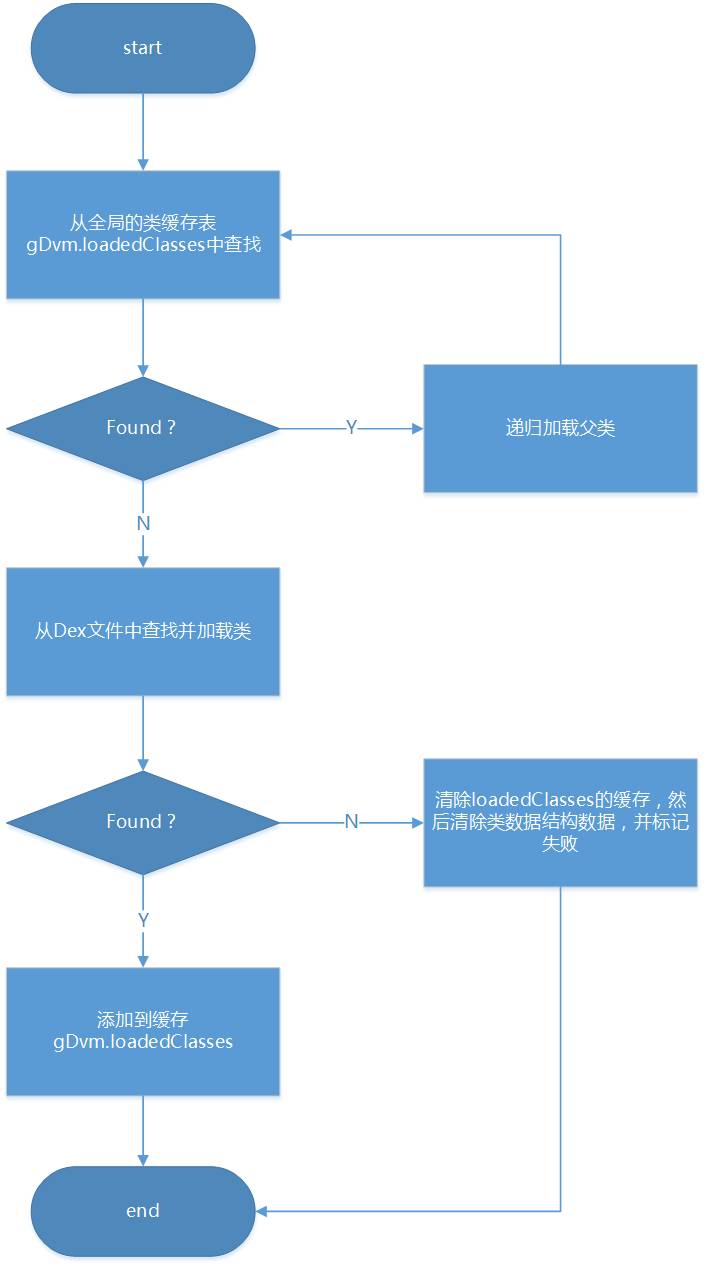 start
从全局的类缓存表
gDvm.loadedClasses中查找
Found ?
Y
递归加载父类
N
从Dex文件中查找并加载类
Found ?
N
清除loadedClasses的缓存，然
后清除类数据结构数据，并标记
失败
Y
添加到缓存
gDvm.loadedClasses
end